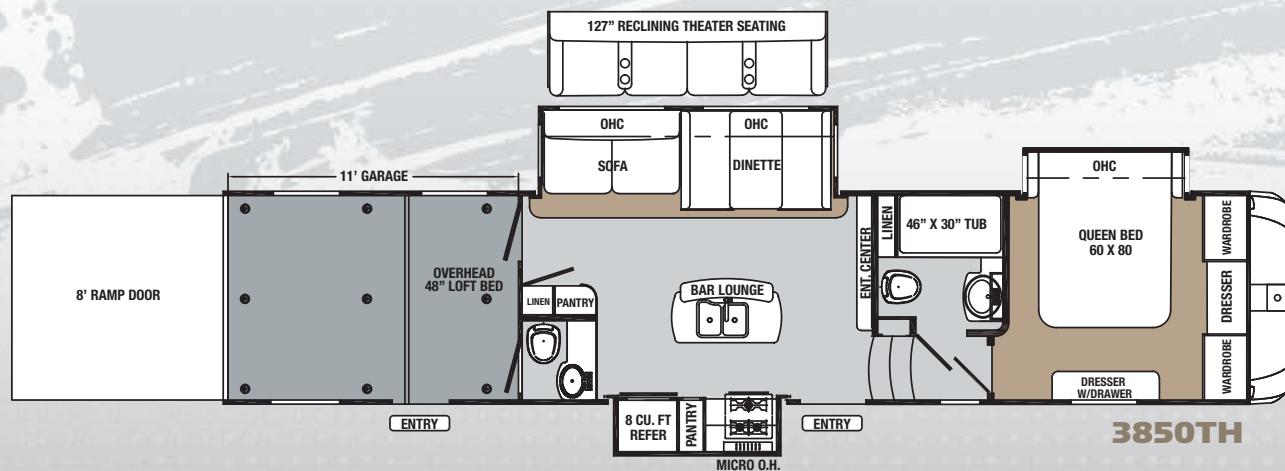 127” RECLINING THEATER SEATING
OHC
OHC
SOFA
DINETTE
11’ GARAGE
8’ RAMP DOOR
OVERHEAD
48” LOFT BED
LINEN
PANTRY
BAR LOUNGE
ENT. CENTER
LINEN
46” X 30” TUB
OHC
QUEEN BED
60 X 80
WARDROBE
DRESSER
WARDROBE
DRESSER
W/DRAWER
ENTRY
8 CU. FT
REFER
PANTRY
MICRO O.H.
ENTRY
3850TH